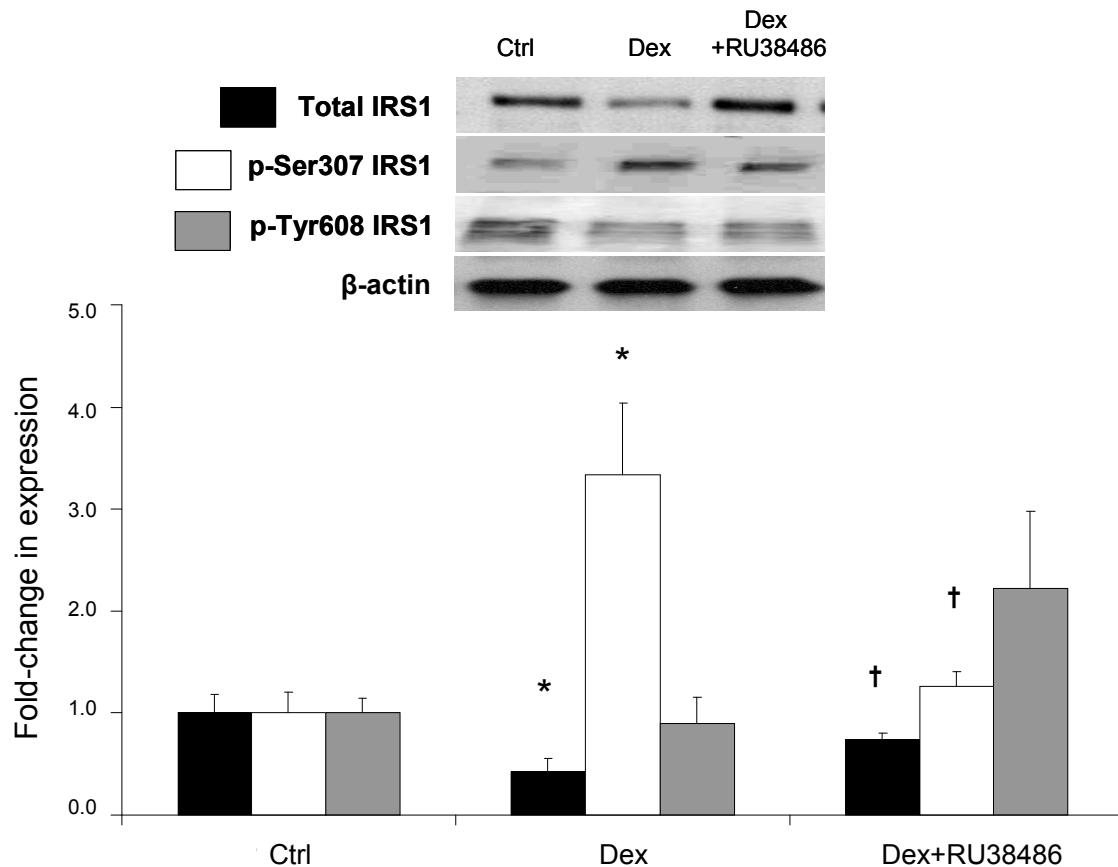 Ctrl Dex Dex
+RU38486
Total IRS1
p-Ser307 IRS1
p-Tyr608 IRS1
β-actin
Fold-change in expression
5.0
4.0
3.0
2.0
1.0
0.0
*
*
†
†
Ctrl Dex Dex+RU38486